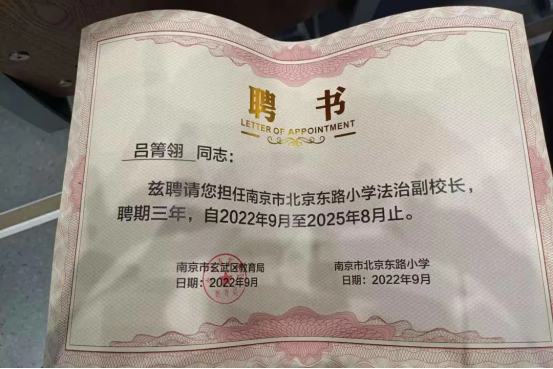 聘 书
LETTER OF APPOINTMENT
吕箐翎 同志：
兹聘请您担任南京市北京东路小学法治副校长，
聘期三年，自2022年9月至2025年8月止。
南京市玄武区教育局 南京市北京东路小学
日期：2022年9月 日期：2022年9月